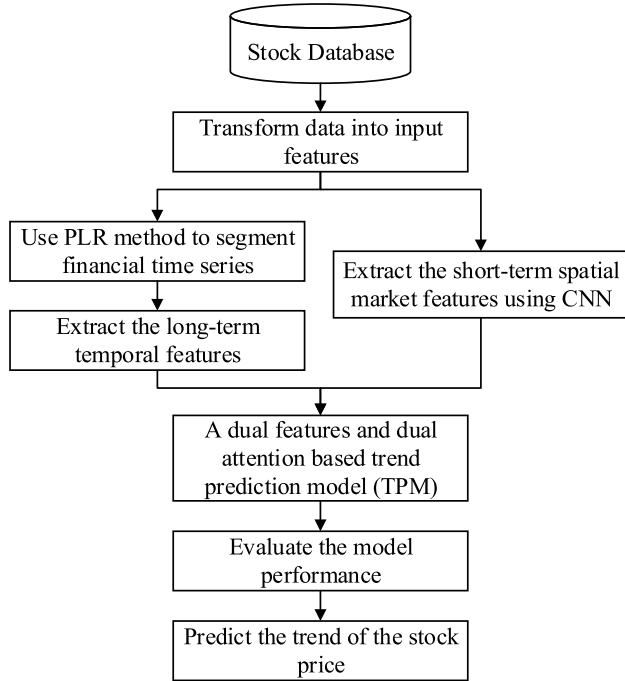 Stock Database
Transform data into input
features
Use PLR method to segment
financial time series
Extract the short-term spatial
market features using CNN
Extract the long-term
temporal features
A dual features and dual
attention based trend
prediction model (TPM)
Evaluate the model
performance
Predict the trend of the stock
price